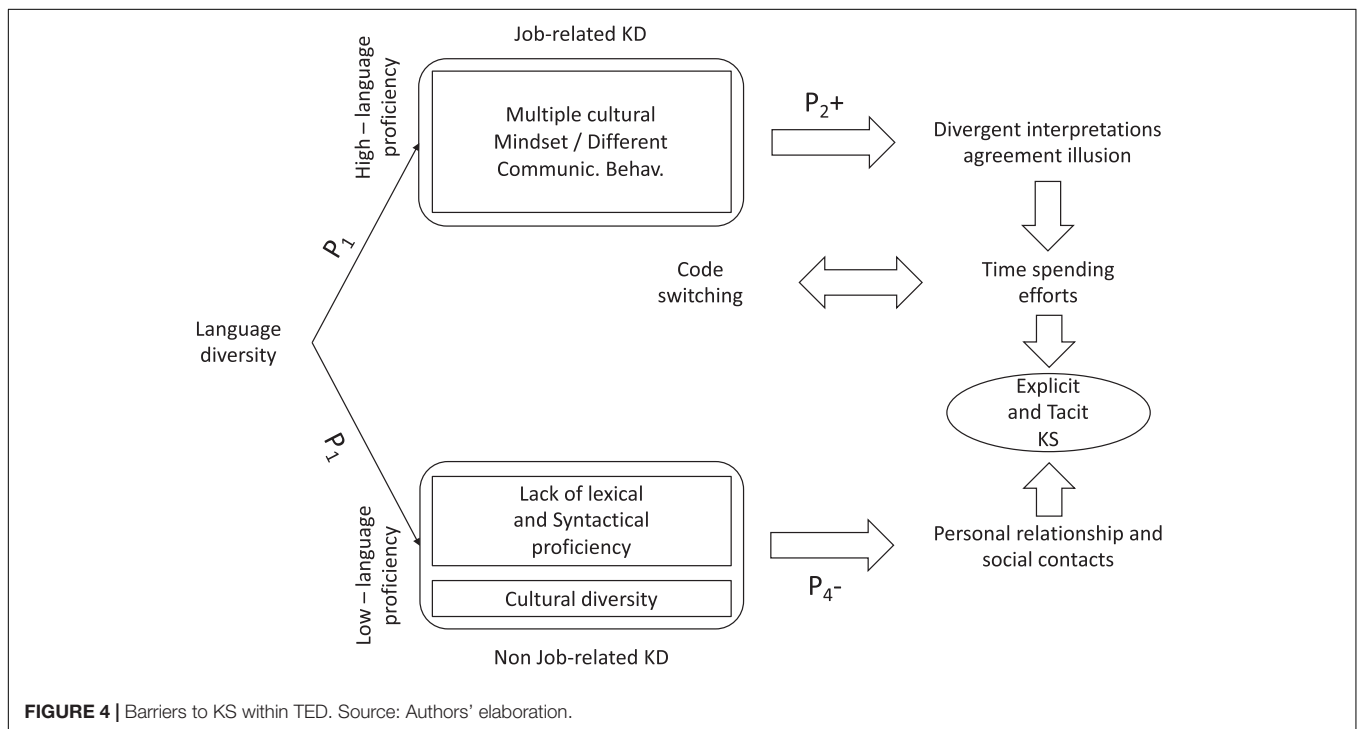 Job-related KD
High – language
proficiency
Multiple cultural
Mindset / Different
Communic. Behav.
P2+
Divergent interpretations
agreement illusion
P1
Code
switching
Time spending
efforts
Language
diversity
Explicit
and Tacit
KS
P1
Low – language
proficiency
Lack of lexical
and Syntactical
proficiency
Cultural diversity
P4-
Personal relationship and
social contacts
Non Job-related KD
FIGURE 4 | Barriers to KS within TED. Source: Authors’ elaboration.